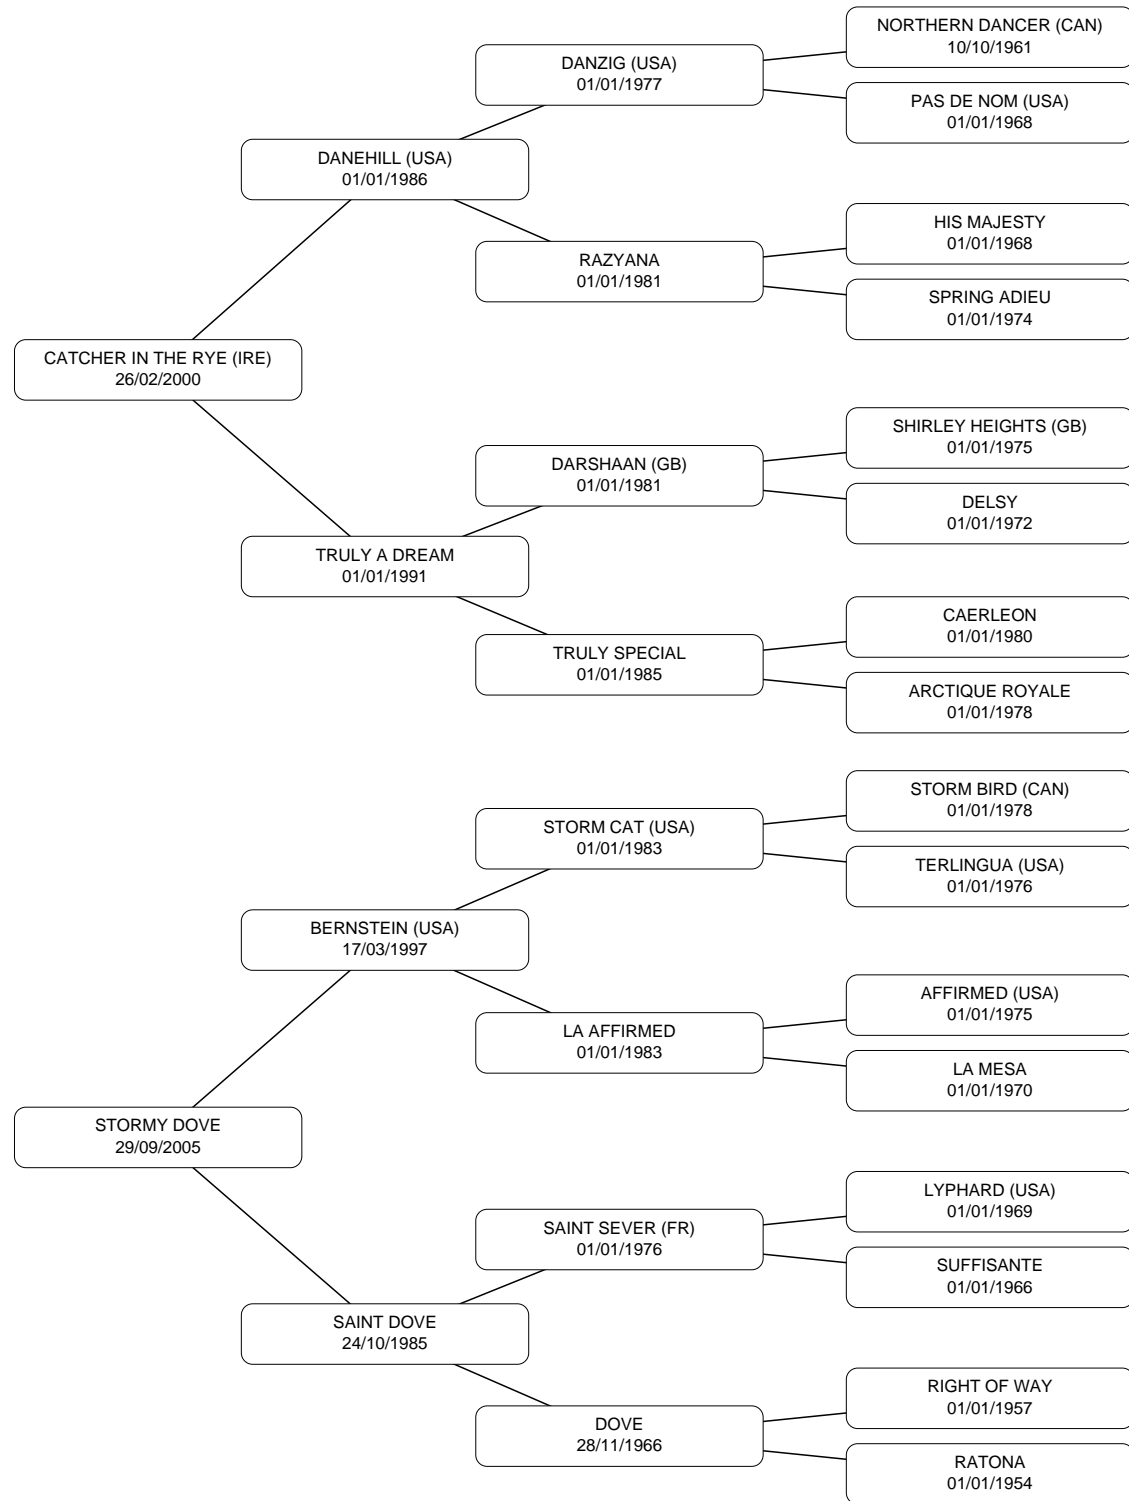 NORTHERN DANCER (CAN)
10/10/1961
DANZIG (USA)
01/01/1977
PAS DE NOM (USA)
01/01/1968
DANEHILL (USA)
01/01/1986
HIS MAJESTY
01/01/1968
RAZYANA
01/01/1981
SPRING ADIEU
01/01/1974
CATCHER IN THE RYE (IRE)
26/02/2000
SHIRLEY HEIGHTS (GB)
01/01/1975
DARSHAAN (GB)
01/01/1981
DELSY
01/01/1972
TRULY A DREAM
01/01/1991
CAERLEON
01/01/1980
TRULY SPECIAL
01/01/1985
ARCTIQUE ROYALE
01/01/1978
STORM BIRD (CAN)
01/01/1978
STORM CAT (USA)
01/01/1983
TERLINGUA (USA)
01/01/1976
BERNSTEIN (USA)
17/03/1997
AFFIRMED (USA)
01/01/1975
LA AFFIRMED
01/01/1983
LA MESA
01/01/1970
STORMY DOVE
29/09/2005
LYPHARD (USA)
01/01/1969
SAINT SEVER (FR)
01/01/1976
SUFFISANTE
01/01/1966
SAINT DOVE
24/10/1985
RIGHT OF WAY
01/01/1957
DOVE
28/11/1966
RATONA
01/01/1954